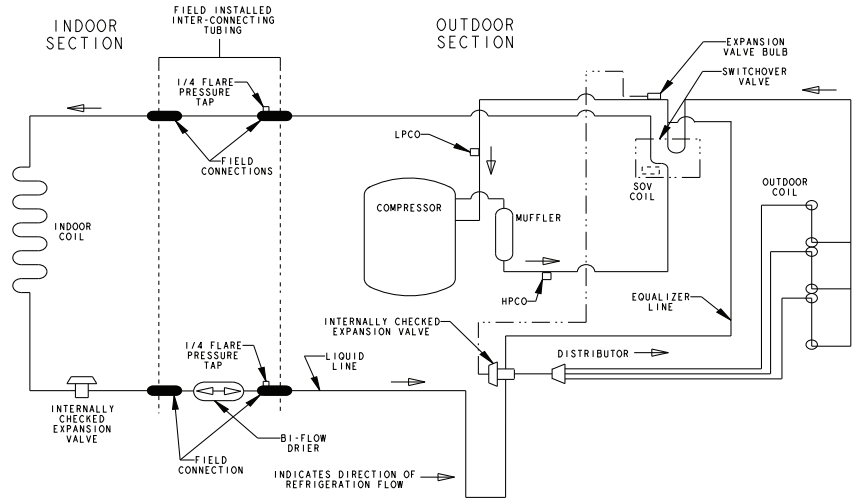 INDOOR
SECTION
FIELD INSTALLED
INTER-CONNECTING
TUBING
OUTDOOR
SECTION
EXPANSION
VALVE BULB
SWITCHOVER
VALVE
1/4 FLARE
PRESSURE
TAP
LPCO
FIELD
CONNECTIONS
SOV
COIL
OUTDOOR
COIL
COMPRESSOR
MUFFLER
INDOOR
COIL
HPCO
EQUALIZER
LINE
INTERNALLY CHECKED
EXPANSION VALVE
1/4 FLARE
PRESSURE
TAP
LIQUID
LINE
DISTRIBUTOR
INTERNALLY
CHECKED
EXPANSION
VALVE
BI-FLOW
DRIER
FIELD
CONNECTION
INDICATES DIRECTION OF
REFRIGERATION FLOW